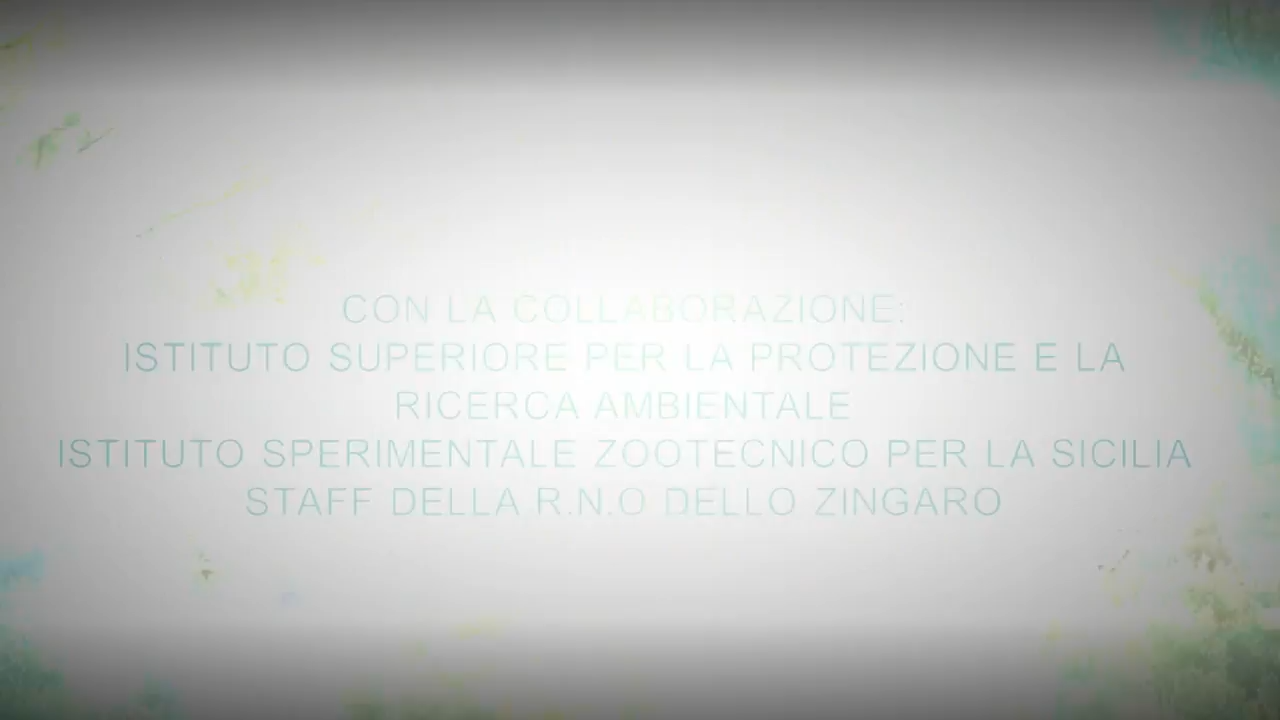 CON LA COLLABORAZIONE:
ISTITUTO SUPERIORE PER LA PROTEZIONE E LA
RICERCA AMBIENTALE
ISTITUTO SPERIMENTALE ZOOTECNICO PER LA SICILIA
STAFF DELLA R.N.O DELLO ZINGARO